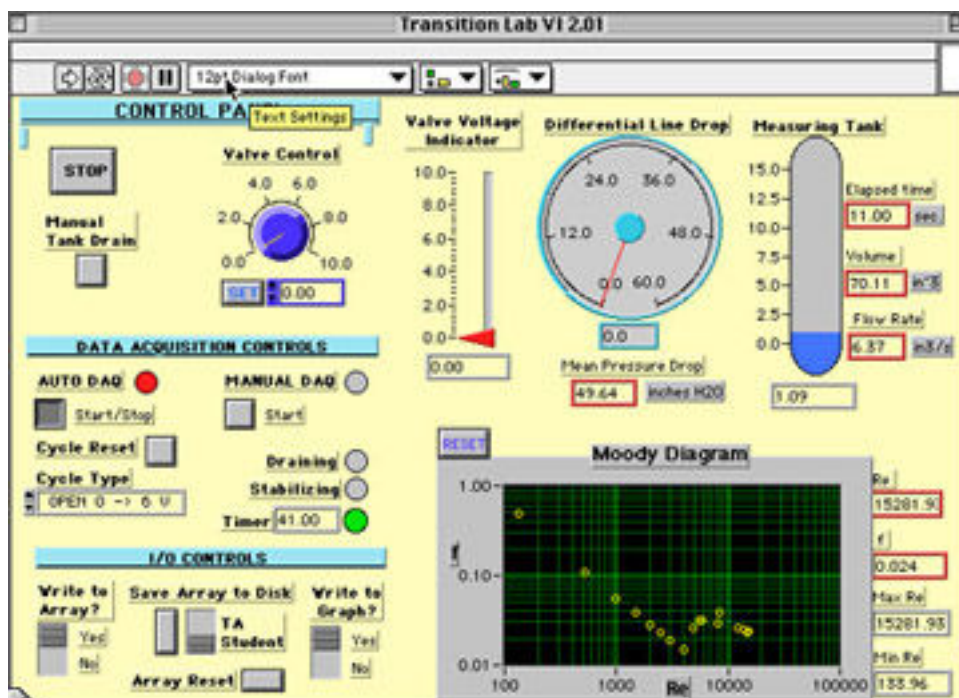 Transition Lab VI 2.01
12pt Dialog Font
Text Settings
CONTROL PANEL
STOP
Manual
Tank Drain
Valve Control
0.0 2.0 4.0 6.0 8.0 10.0
SET 0.00
Valve Voltage
Indicator
10.0
8.0
6.0
4.0
2.0
0.0
0.00
Differential Line Drop
0.0 12.0 24.0 36.0 48.0 60.0
0.0
Mean Pressure Drop
49.64 inches H2O
Measuring Tank
15.0
12.5
10.0
7.5
5.0
2.5
0.0
1.09
Elapsed time
11.00 sec
Volume
70.11 m^3
Flow Rate
6.37 m3/s
DATA ACQUISITION CONTROLS
AUTO DAQ
Start/Stop
MANUAL DAQ
Start
Cycle Reset
Cycle Type
OPEN 0 -> 6 V
Draining
Stabilizing
Timer 41.00
I/O CONTROLS
Write to
Array?
Yes
No
Save Array to Disk
TA
Student
Write to
Graph?
Yes
No
Array Reset
RESET
Moody Diagram
1.00
0.10
0.01
100 1000 Re 10000 100000
Re
15281.93
f
0.024
Max Re
15281.93
Min Re
133.96